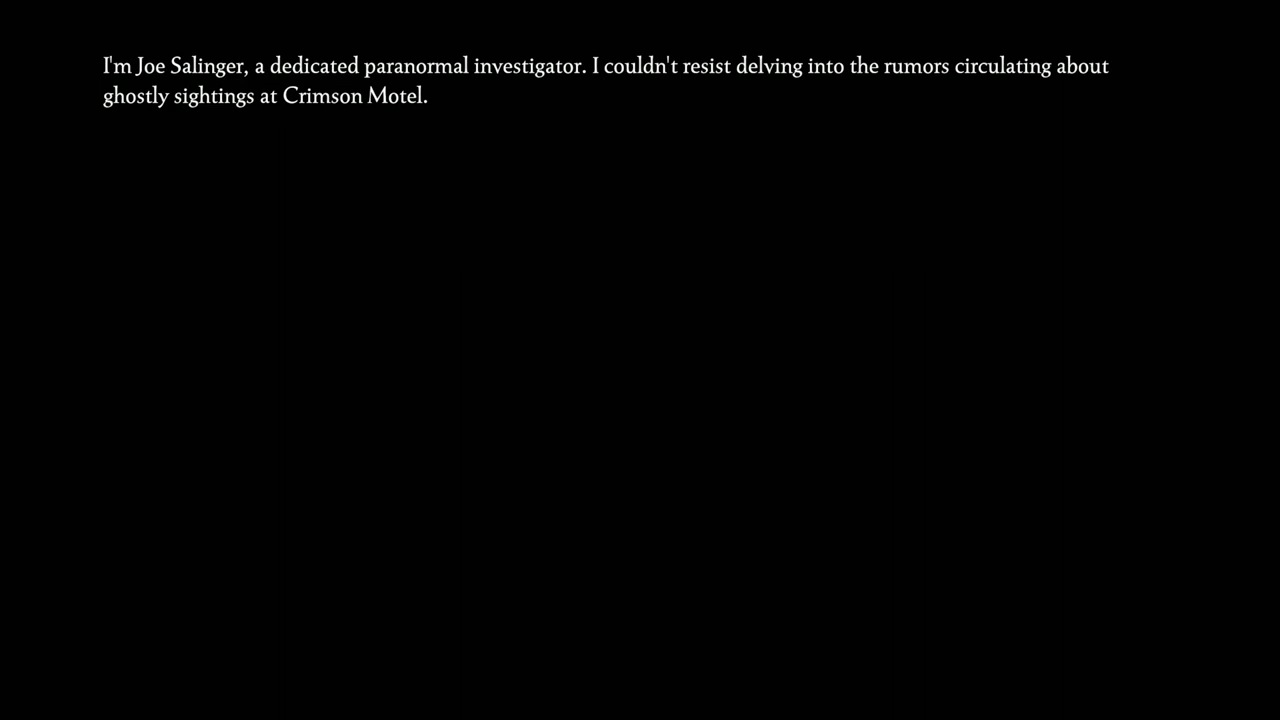 I'm Joe Salinger, a dedicated paranormal investigator. I couldn't resist delving into the rumors circulating about
ghostly sightings at Crimson Motel.